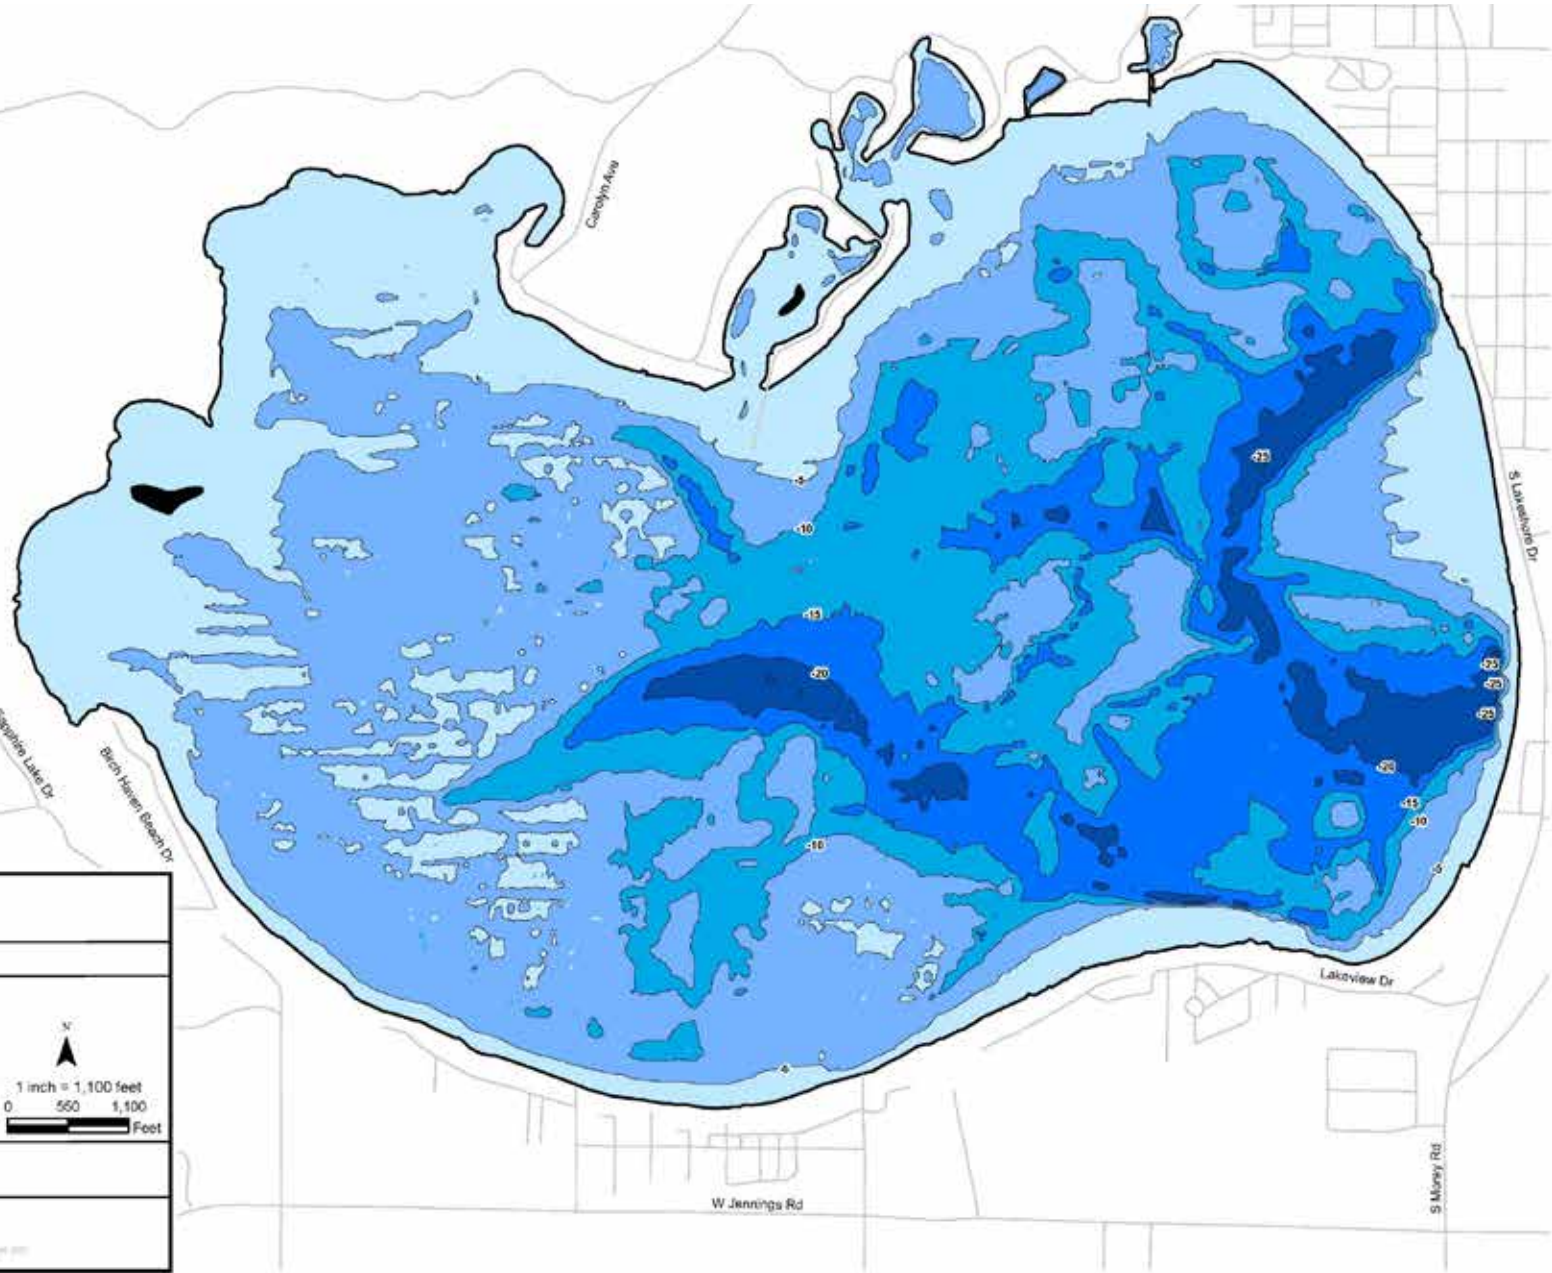 Carolyn Ave
-5
-10
-25
S Lakeshore Dr
-15
-20
-25
-25
-25
-20
-15
-10
-10
-5
Sapphire Lake Dr
Birch Haven Beach Dr
Lakeview Dr
N
1 inch = 1,100 feet
0 550 1,100
Feet
S Morey Rd
W Jennings Rd